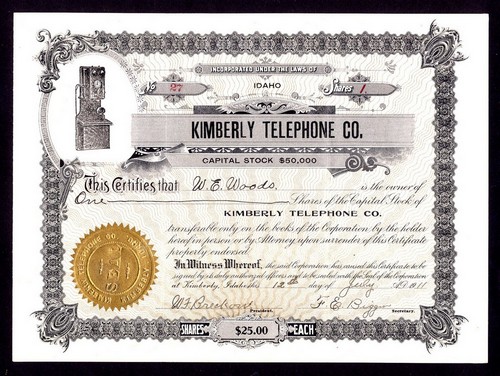 INCORPORATED UNDER THE LAWS OF
IDAHO
No 27
Shares 1.
KIMBERLY TELEPHONE CO.
CAPITAL STOCK $50,000
This Certifies that W. E. Woods. is the owner of
One Shares of the Capital Stock of
KIMBERLY TELEPHONE CO.
transferable only on the books of the Corporation by the holder
hereof in person or by Attorney upon surrender of this Certificate
properly endorsed.
In Witness Whereof, the said Corporation has caused this Certificate to be
signed by its duly authorized officers and to be sealed with the Seal of the Corporation
at Kimberly, Idaho this 12th day of July A.D. 1911
F. E.
President.
Secretary.
SHARES $25.00 EACH